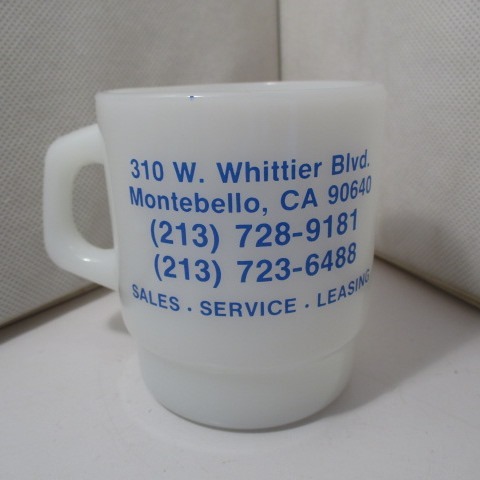 310 W. Whittier Blvd.
Montebello, CA 90640
(213) 728-9181
(213) 723-6488
SALES · SERVICE · LEASING